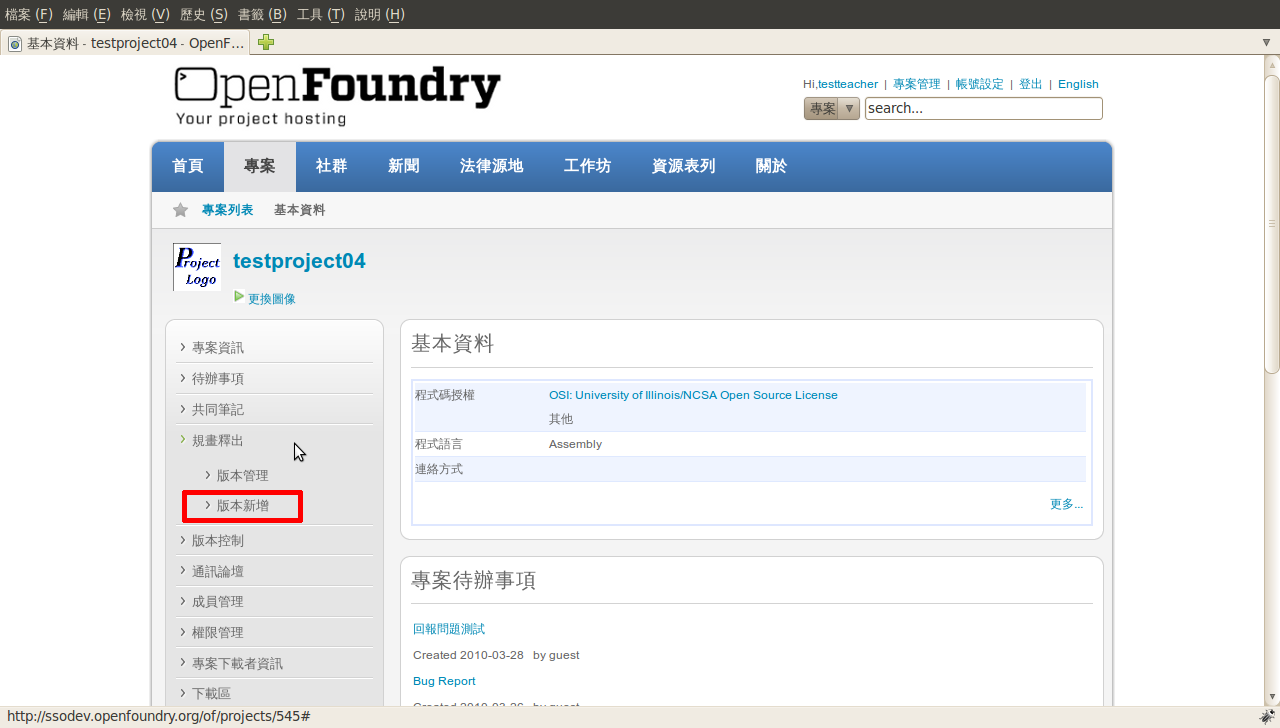 檔案 (F) 編輯 (E) 檢視 (V) 歷史 (S) 書籤 (B) 工具 (T) 說明 (H)
基本資料 - testproject04 - OpenF...
OpenFoundry
Your project hosting
Hi,testteacher | 專案管理 | 帳號設定 | 登出 | English
專案 search...
首頁 專案 社群 新聞 法律源地 工作坊 資源表列 關於
專案列表 基本資料
Project Logo
testproject04
更換圖像
專案資訊
待辦事項
共同筆記
規畫釋出
版本管理
版本新增
版本控制
通訊論壇
成員管理
權限管理
專案下載者資訊
下載區
基本資料
程式碼授權 OSI: University of Illinois/NCSA Open Source License
其他
程式語言 Assembly
連絡方式
更多...
專案待辦事項
回報問題測試
Created 2010-03-28 by guest
Bug Report
Created 2010-03-26 by guest
http://ssodev.openfoundry.org/of/projects/545#